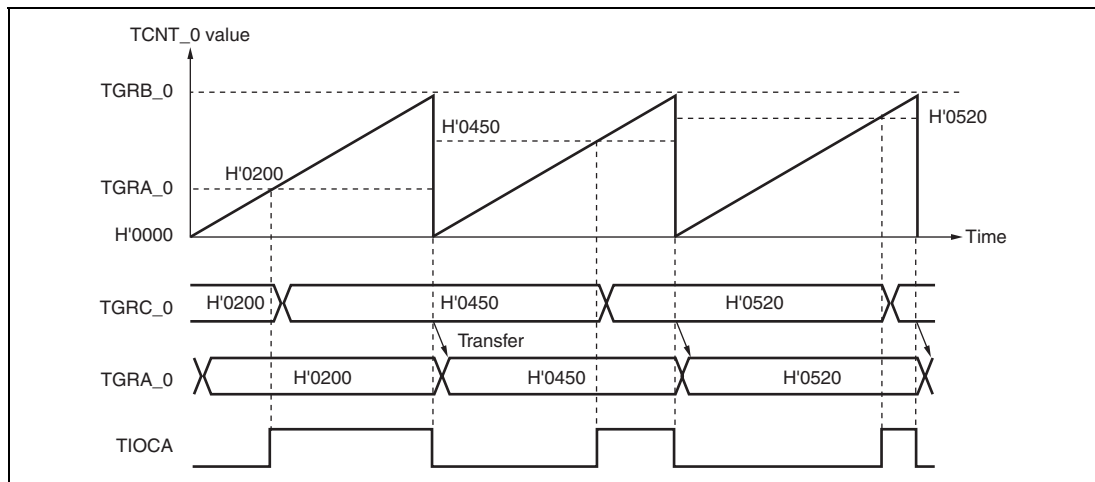 TCNT_0 value
TGRB_0
H'0450
H'0520
H'0200
TGRA_0
H'0000
Time
TGRC_0
H'0200
H'0450
H'0520
Transfer
TGRA_0
H'0200
H'0450
H'0520
TIOCA